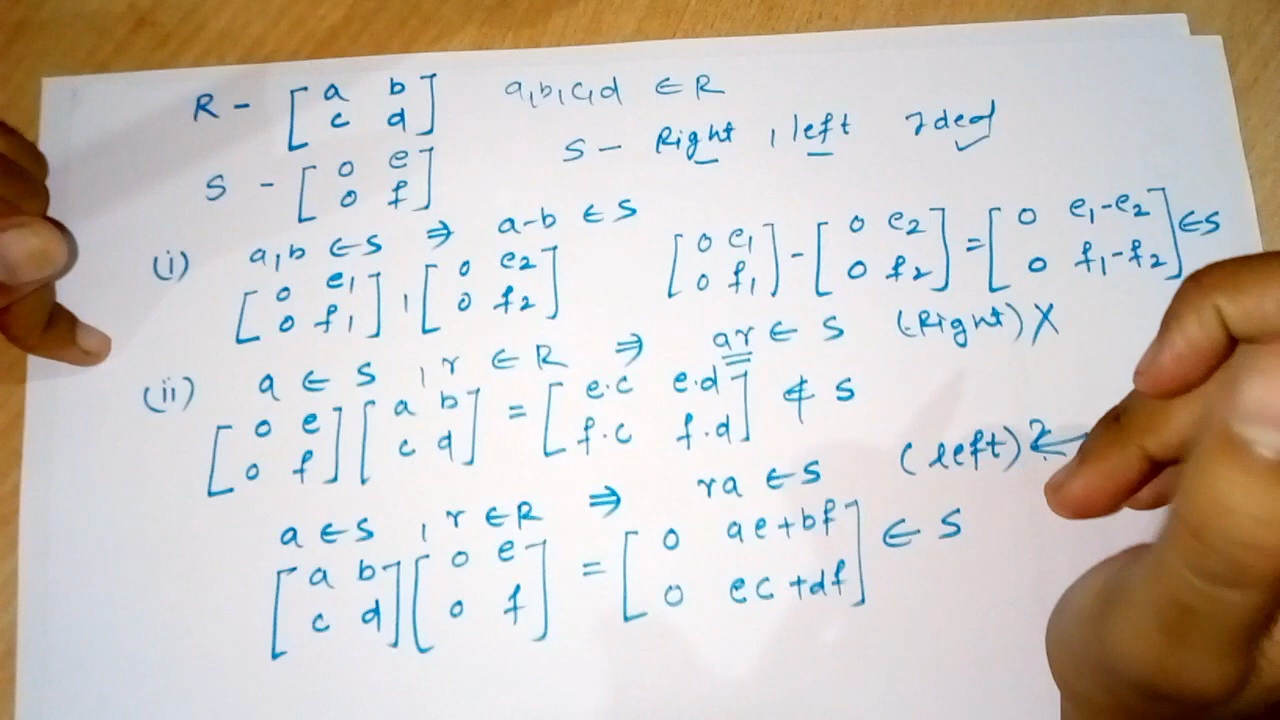 R - [a b; c d] a,b,c,d ∈ R
S - [0 e; 0 f] S - Right, left Ideal ✓
(i) a,b ∈ S ⇒ a-b ∈ S
[0 e₁; 0 f₁], [0 e₂; 0 f₂] [0 e₁; 0 f₁] - [0 e₂; 0 f₂] = [0 e₁-e₂; 0 f₁-f₂] ∈ S
(ii) a ∈ S, r ∈ R ⇒ ar ∈ S (Right) X
[0 e; 0 f] [a b; c d] = [e.c e.d; f.c f.d] ∉ S
a ∈ S, r ∈ R ⇒ ra ∈ S (left)
[a b; c d] [0 e; 0 f] = [0 ae+bf; 0 ec+df] ∈ S